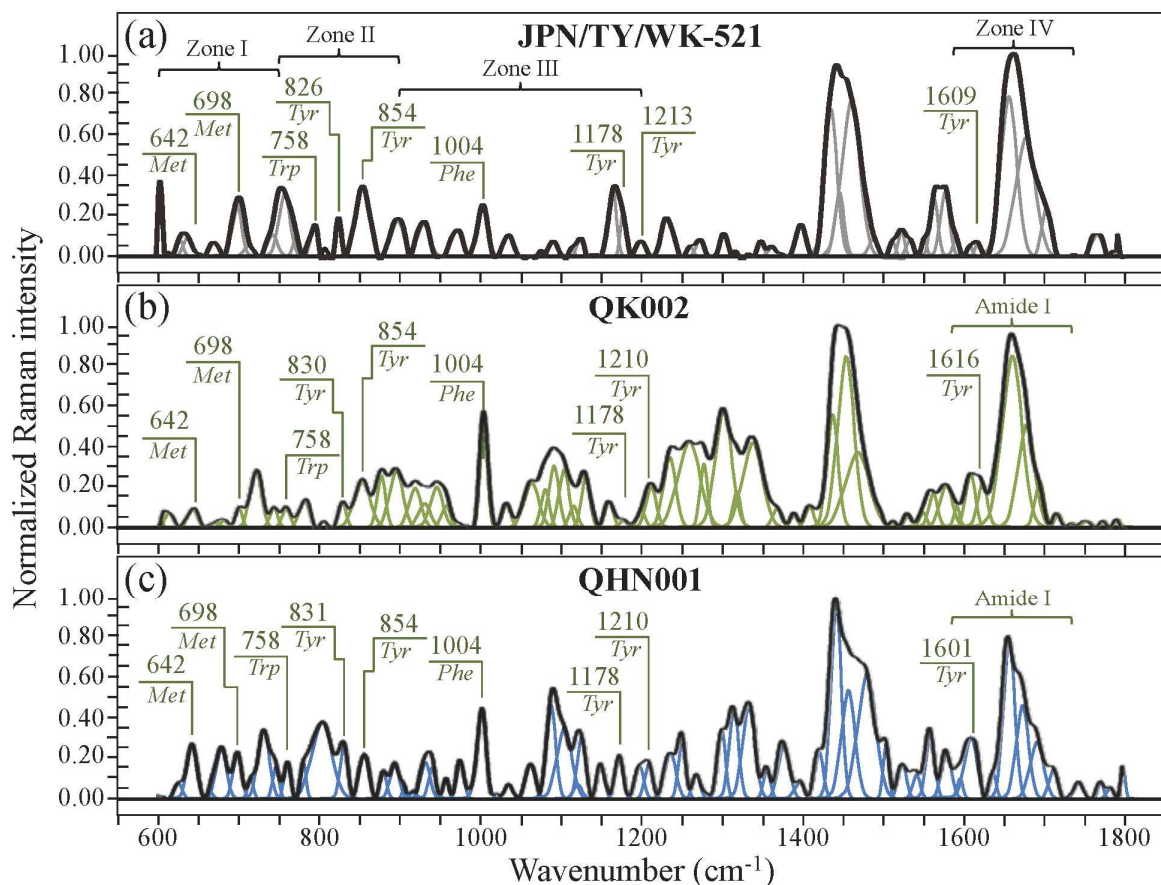 (a)
JPN/TY/WK-521
Zone I
Zone II
Zone III
Zone IV
1.00
0.80
0.60
0.40
0.20
0.00
642
Met
698
Met
758
Trp
826
Tyr
854
Tyr
1004
Phe
1178
Tyr
1213
Tyr
1609
Tyr
Normalized Raman intensity
(b)
QK002
1.00
0.80
0.60
0.40
0.20
0.00
642
Met
698
Met
758
Trp
830
Tyr
854
Tyr
1004
Phe
1178
Tyr
1210
Tyr
1616
Tyr
Amide I
(c)
QHN001
1.00
0.80
0.60
0.40
0.20
0.00
642
Met
698
Met
758
Trp
831
Tyr
854
Tyr
1004
Phe
1178
Tyr
1210
Tyr
1601
Tyr
Amide I
600 800 1000 1200 1400 1600 1800
Wavenumber (cm⁻¹)